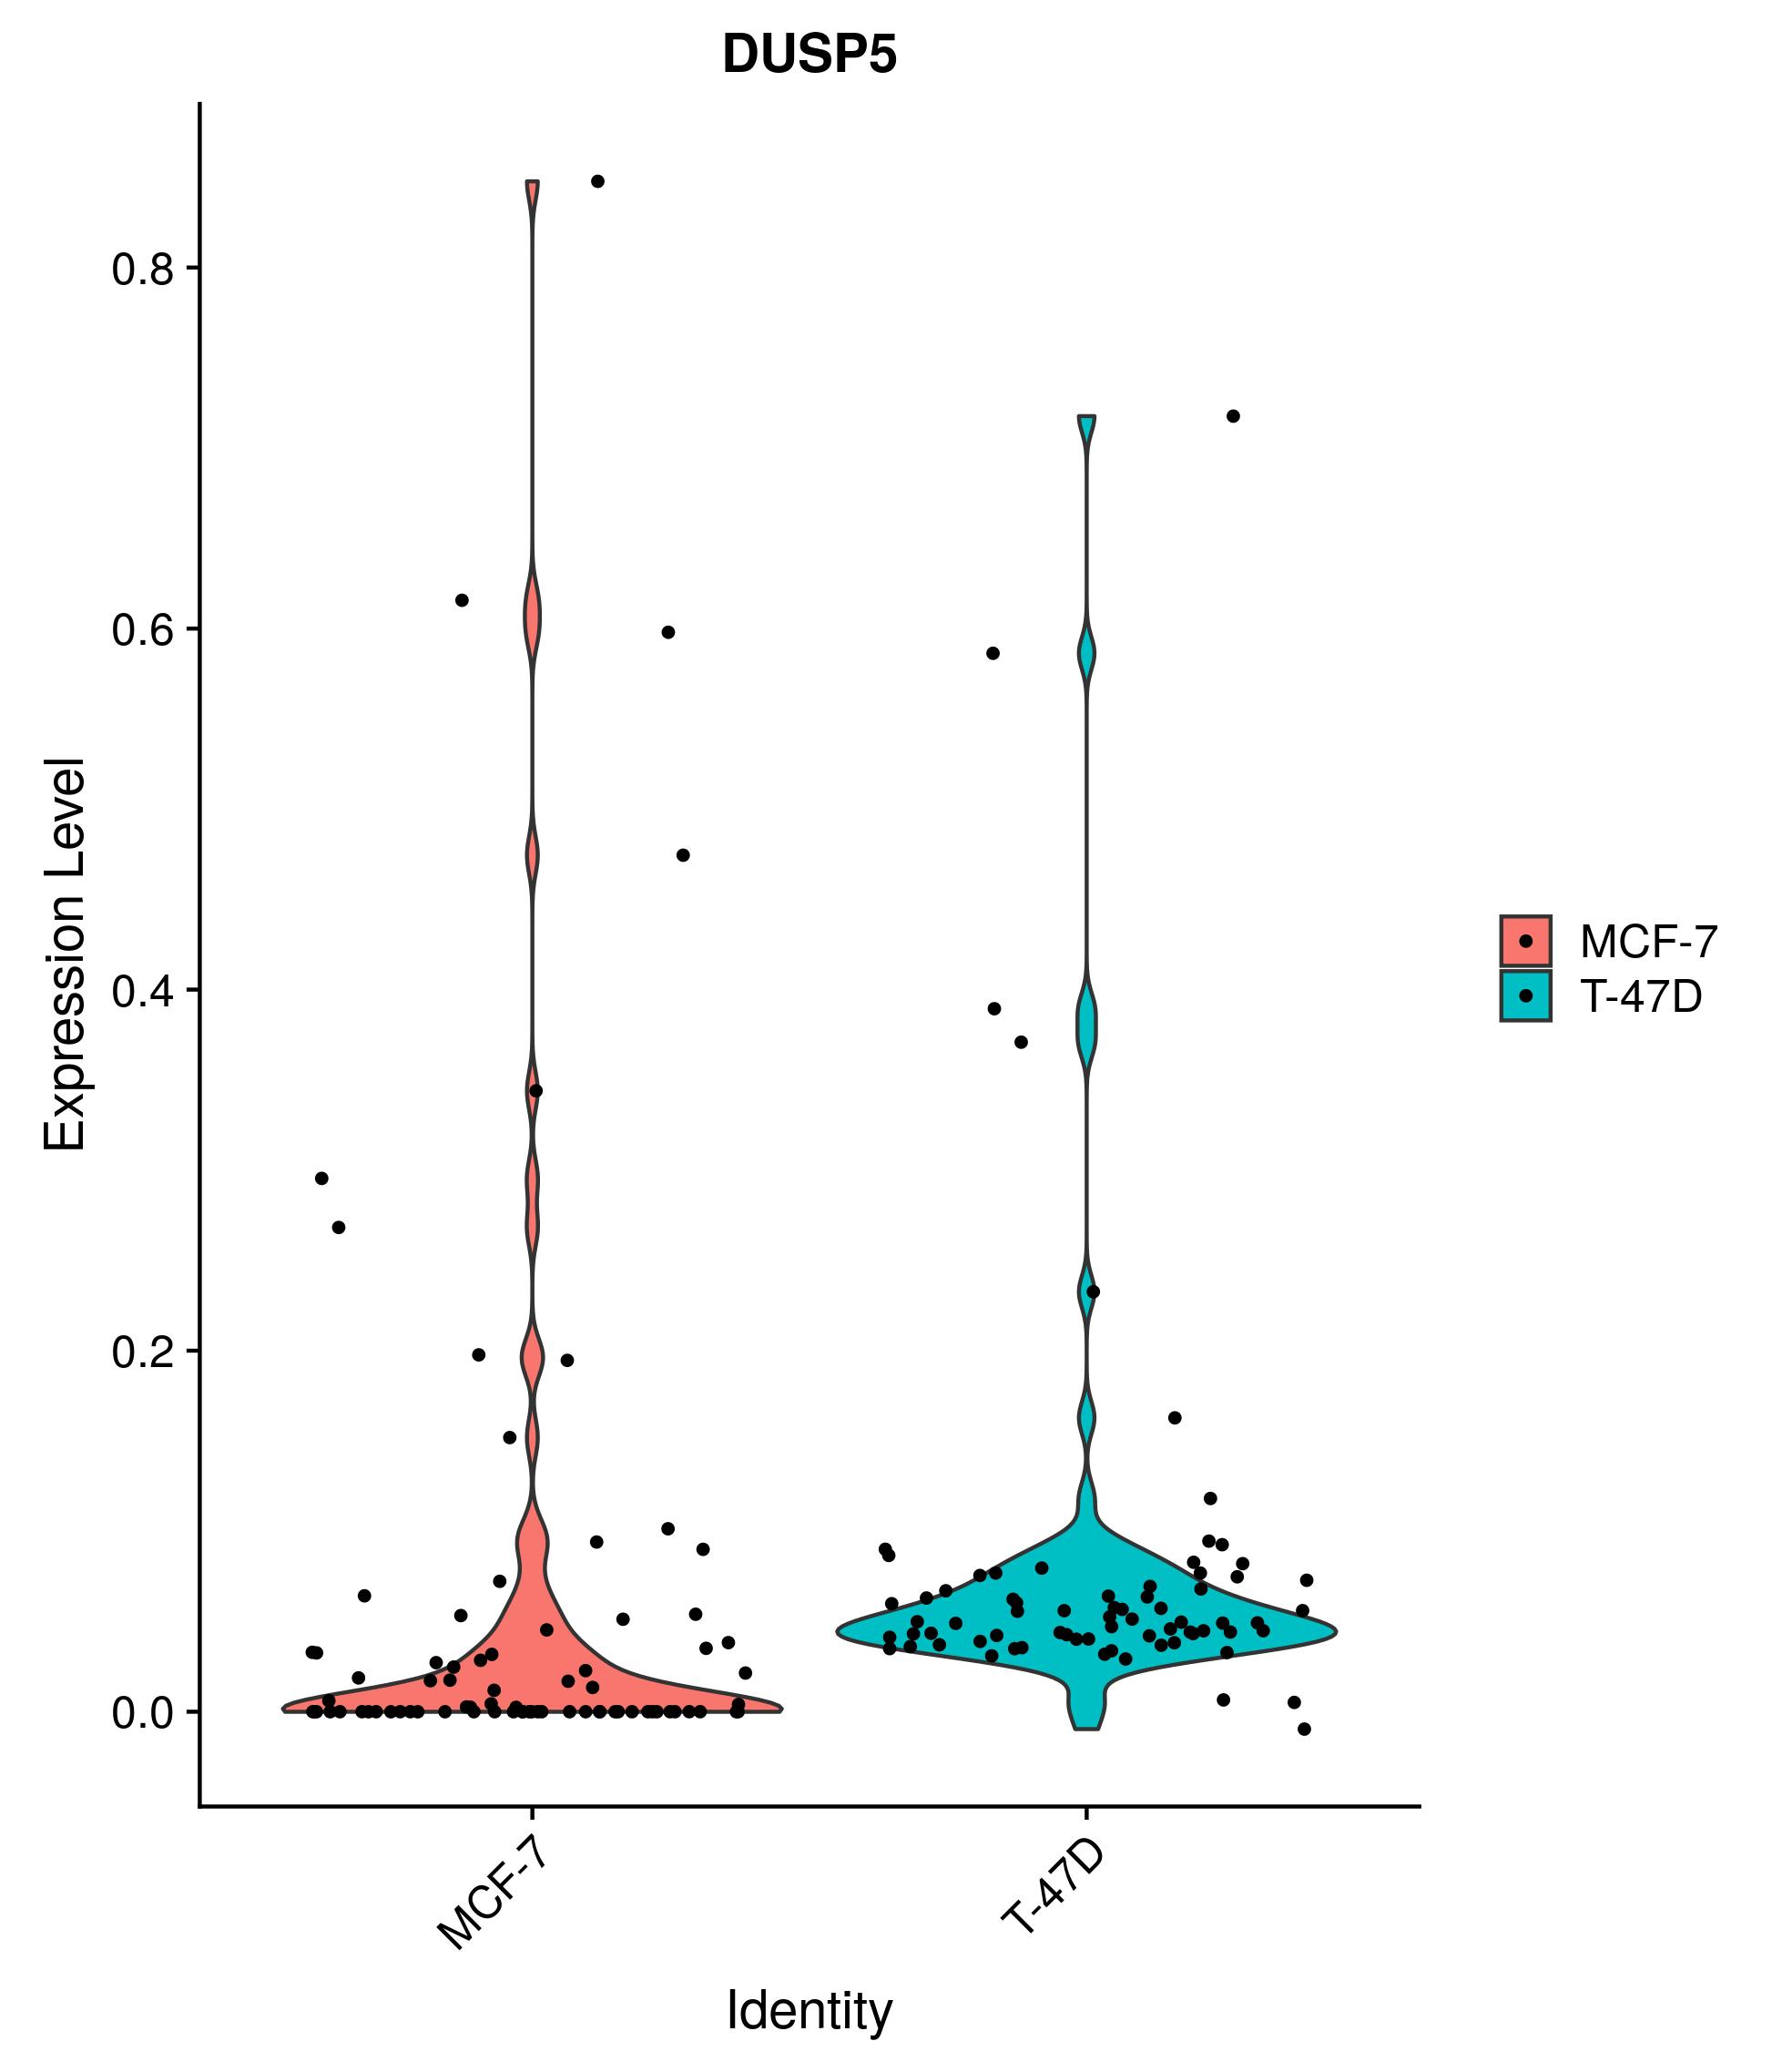 DUSP5
Expression Level
0.8
0.6
0.4
0.2
0.0
MCF-7
T-47D
Identity
MCF-7
T-47D